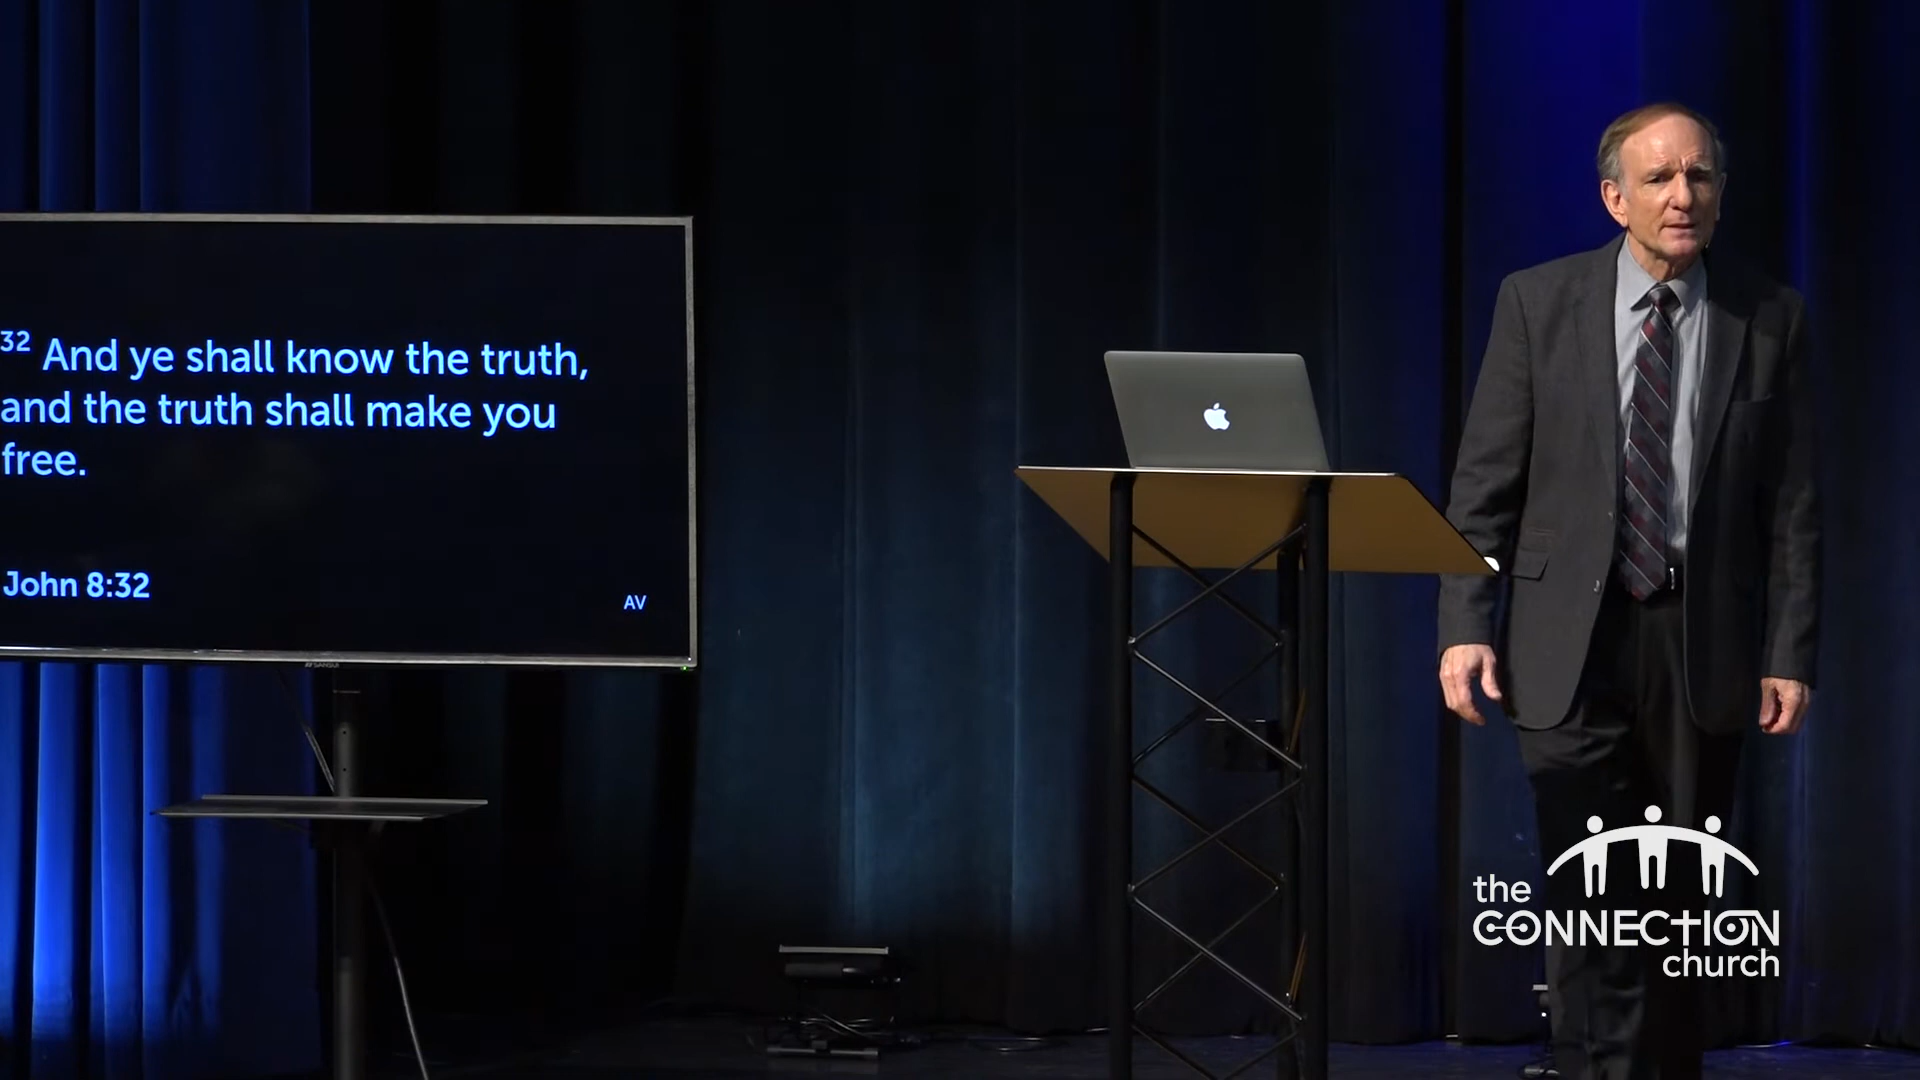 32 And ye shall know the truth,
and the truth shall make you
free.
John 8:32
AV
SANSUI
the
CONNECTION
church